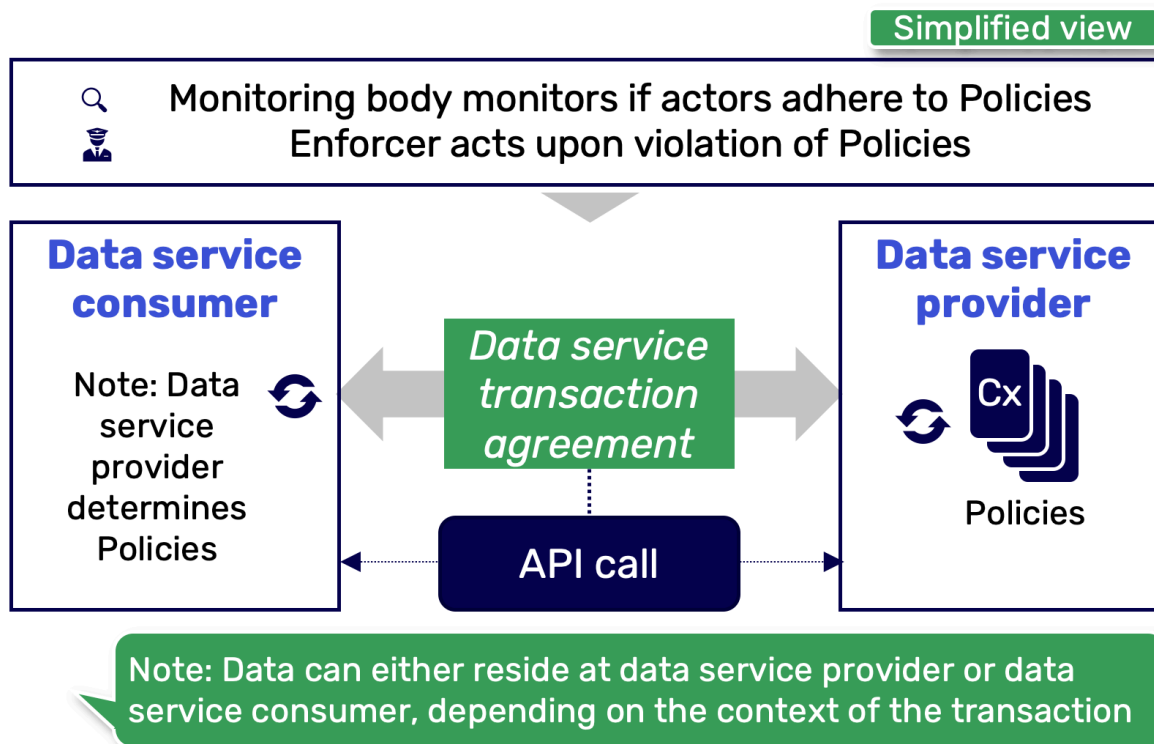 Simplified view
Monitoring body monitors if actors adhere to Policies
Enforcer acts upon violation of Policies
Data service
consumer
Note: Data
service
provider
determines
Policies
Data service
transaction
agreement
API call
Data service
provider
Cx
Policies
Note: Data can either reside at data service provider or data
service consumer, depending on the context of the transaction